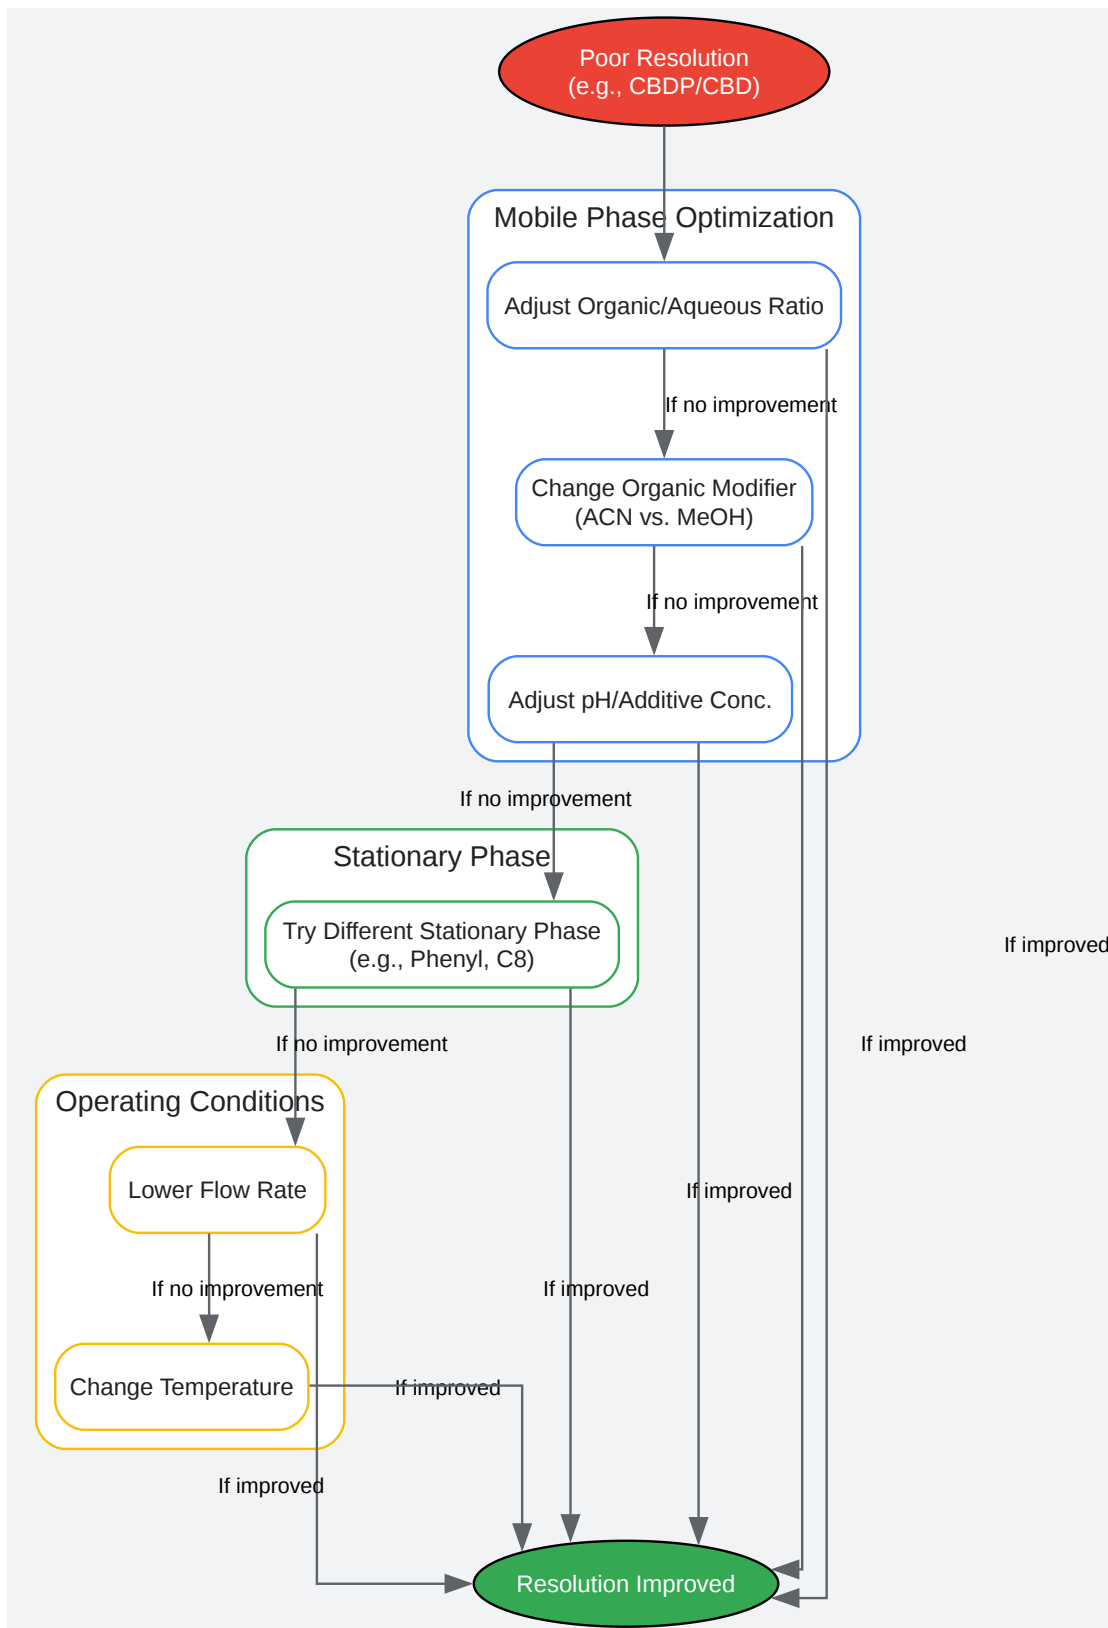 Poor Resolution
(e.g., CBDP/CBD)
Mobile Phase Optimization
Adjust Organic/Aqueous Ratio
If no improvement
Change Organic Modifier
(ACN vs. MeOH)
If no improvement
Adjust pH/Additive Conc.
If no improvement
Stationary Phase
Try Different Stationary Phase
(e.g., Phenyl, C8)
If improved
If no improvement
If improved
Operating Conditions
Lower Flow Rate
If improved
If no improvement
If improved
Change Temperature
If improved
If improved
Resolution Improved